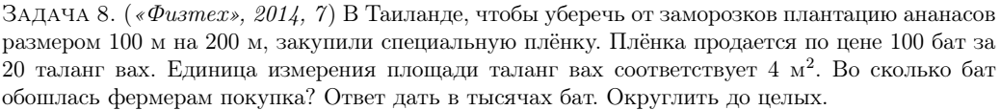 Задача 8. («Физтех», 2014, 7) В Таиланде, чтобы уберечь от заморозков плантацию ананасов
размером 100 м на 200 м, закупили специальную плёнку. Плёнка продается по цене 100 бат за
20 таланг вах. Единица измерения площади таланг вах соответствует 4 м². Во сколько бат
обошлась фермерам покупка? Ответ дать в тысячах бат. Округлить до целых.